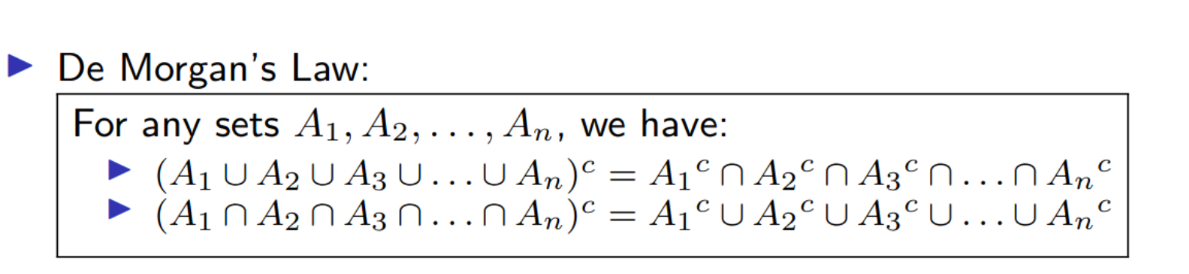 ▶ De Morgan's Law:
For any sets A₁, A₂, . . . , Aₙ, we have:
▶ (A₁ ∪ A₂ ∪ A₃ ∪ . . . ∪ Aₙ)ᶜ = A₁ᶜ ∩ A₂ᶜ ∩ A₃ᶜ ∩ . . . ∩ Aₙᶜ
▶ (A₁ ∩ A₂ ∩ A₃ ∩ . . . ∩ Aₙ)ᶜ = A₁ᶜ ∪ A₂ᶜ ∪ A₃ᶜ ∪ . . . ∪ Aₙᶜ